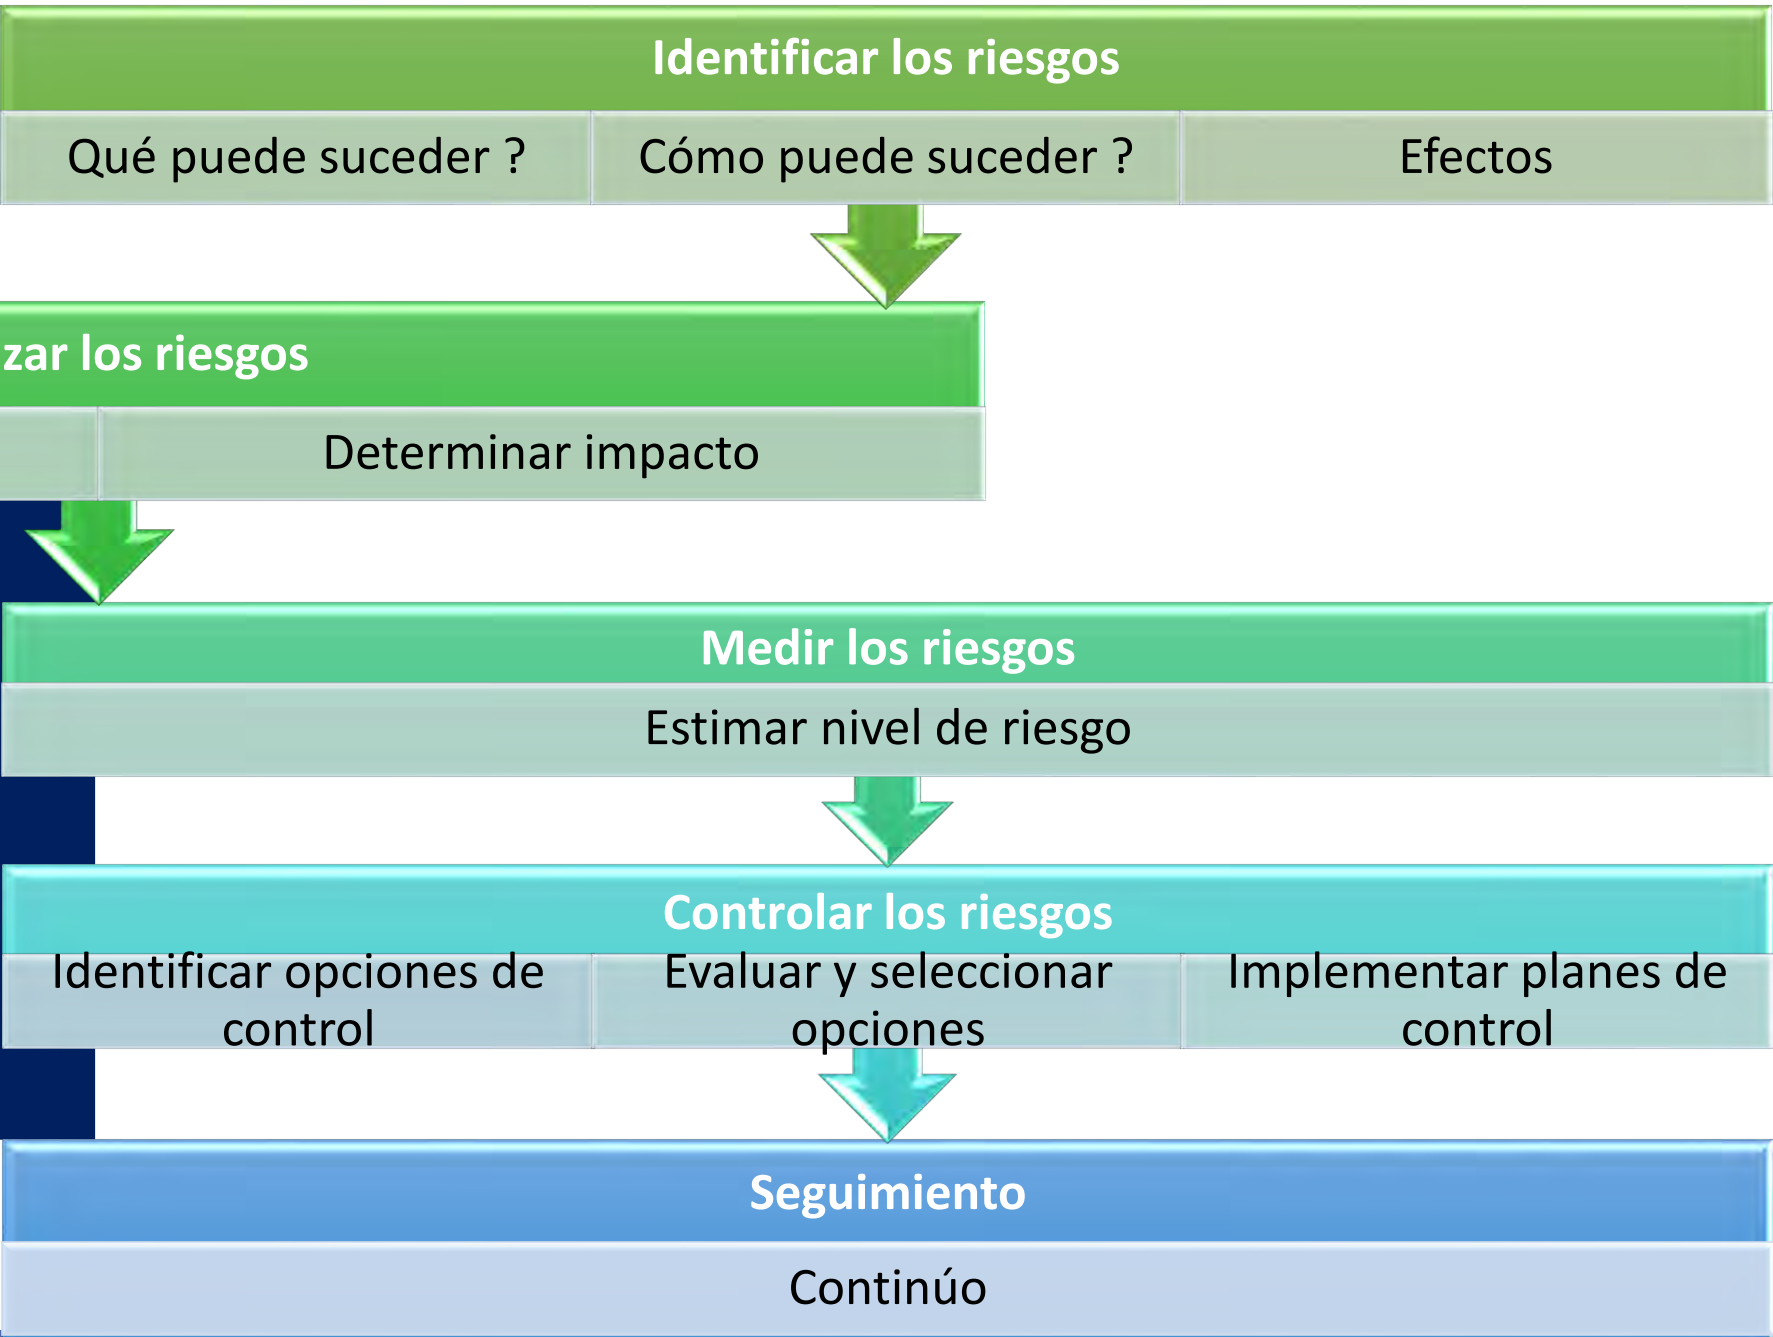 Identificar los riesgos
Qué puede suceder ?
Cómo puede suceder ?
Efectos
zar los riesgos
Determinar impacto
Medir los riesgos
Estimar nivel de riesgo
Controlar los riesgos
Identificar opciones de
control
Evaluar y seleccionar
opciones
Implementar planes de
control
Seguimiento
Continúo